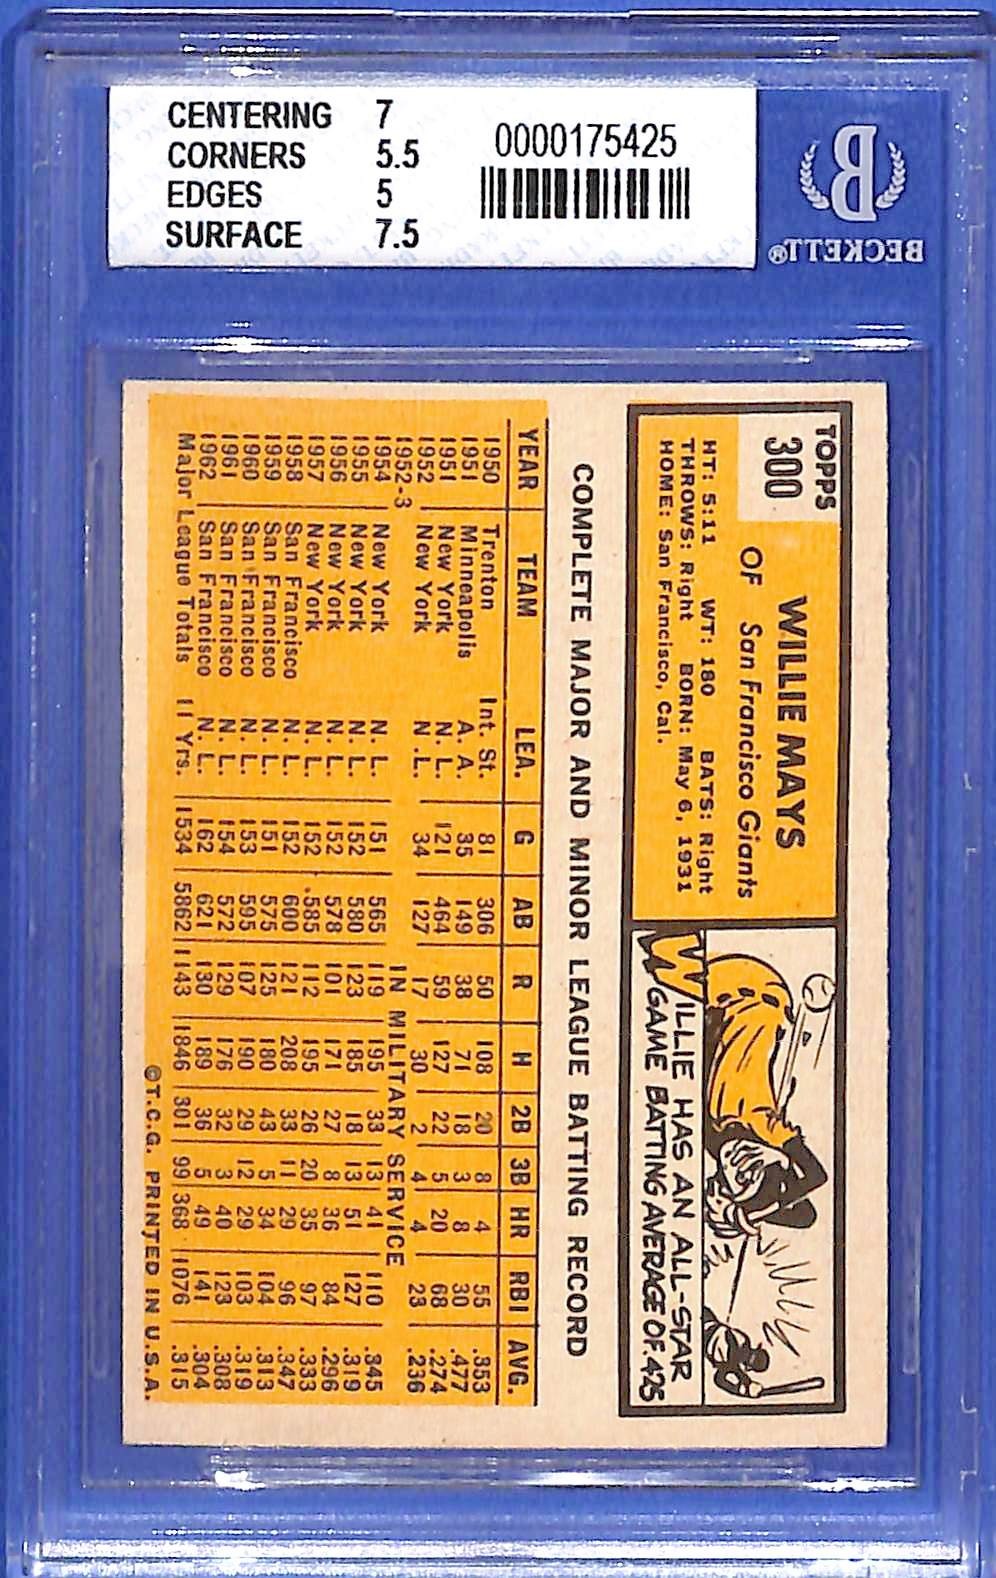 CENTERING 7
CORNERS 5.5
EDGES 5
SURFACE 7.5
0000175425
BECKETT®
TOPPS
300
WILLIE MAYS
OF San Francisco Giants
HT: 5:11 WT: 180 BATS: Right
THROWS: Right BORN: May 6, 1931
HOME: San Francisco, Cal.
WILLIE HAS AN ALL-STAR
GAME BATTING AVERAGE OF .425
COMPLETE MAJOR AND MINOR LEAGUE BATTING RECORD
YEAR TEAM LEA. G AB R H 2B 3B HR RBI AVG.
1950 Trenton Int. St. 81 306 50 108 20 8 4 55 .353
1951 Minneapolis A. A. 35 149 38 71 18 3 8 30 .477
1951 New York N. L. 121 464 59 127 22 5 20 68 .274
1952 New York N. L. 34 127 17 30 2 4 4 23 .236
1952-3 IN MILITARY SERVICE
1954 New York N. L. 151 565 119 195 33 13 41 110 .345
1955 New York N. L. 152 580 123 185 18 13 51 127 .319
1956 New York N. L. 152 578 101 171 27 8 36 84 .296
1957 New York N. L. 152 585 112 195 26 20 35 97 .333
1958 San Francisco N. L. 152 600 121 208 33 11 29 96 .347
1959 San Francisco N. L. 151 575 125 180 43 5 34 104 .313
1960 San Francisco N. L. 153 595 107 190 29 12 29 103 .319
1961 San Francisco N. L. 154 572 129 176 32 3 40 123 .308
1962 San Francisco N. L. 162 621 130 189 36 5 49 141 .304
Major League Totals 11 Yrs. 1534 5862 1143 1846 301 99 368 1076 .315
©T.C.G. PRINTED IN U.S.A.